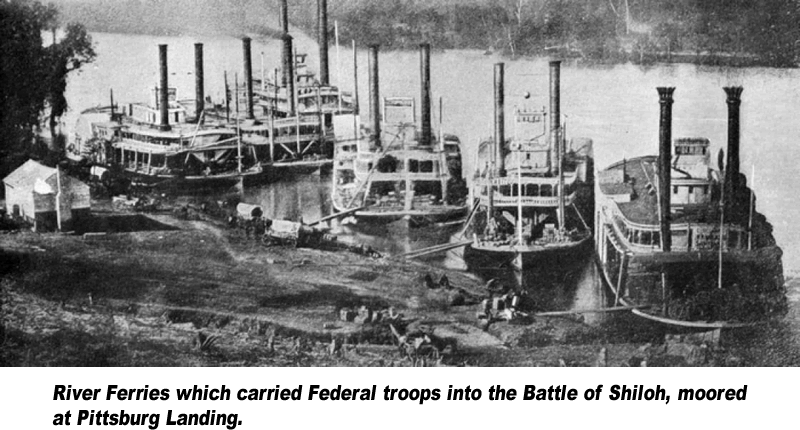 River Ferries which carried Federal troops into the Battle of Shiloh, moored
at Pittsburg Landing.